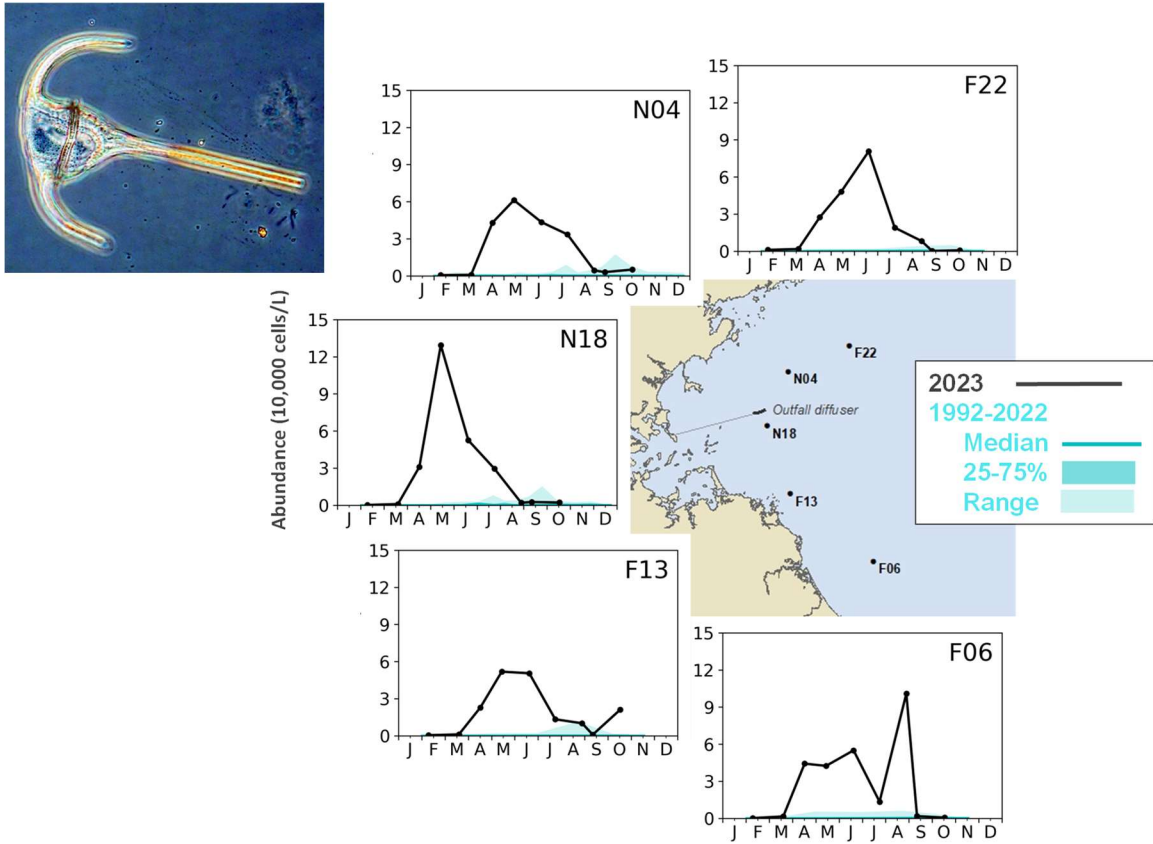 N04
15
12
9
6
3
0
J F M A M J J A S O N D
F22
15
12
9
6
3
0
J F M A M J J A S O N D
Abundance (10,000 cells/L)
N18
15
12
9
6
3
0
J F M A M J J A S O N D
F22
N04
Outfall diffuser
N18
F13
F06
2023
1992-2022
Median
25-75%
Range
F13
15
12
9
6
3
0
J F M A M J J A S O N D
F06
15
12
9
6
3
0
J F M A M J J A S O N D